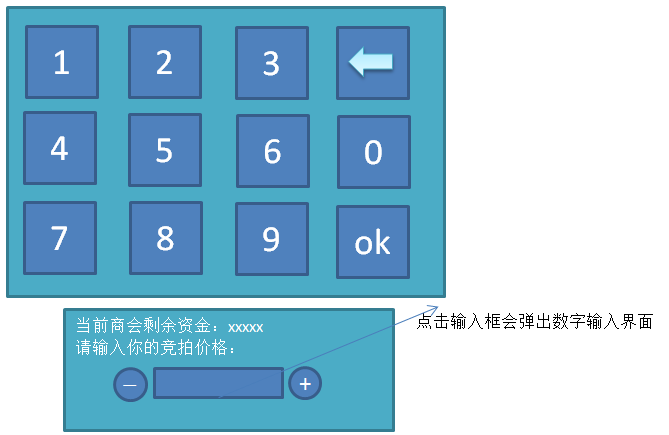 1 2 3
4 5 6 0
7 8 9 ok
当前商会剩余资金：xxxxx
请输入你的竞拍价格：
— +
点击输入框会弹出数字输入界面